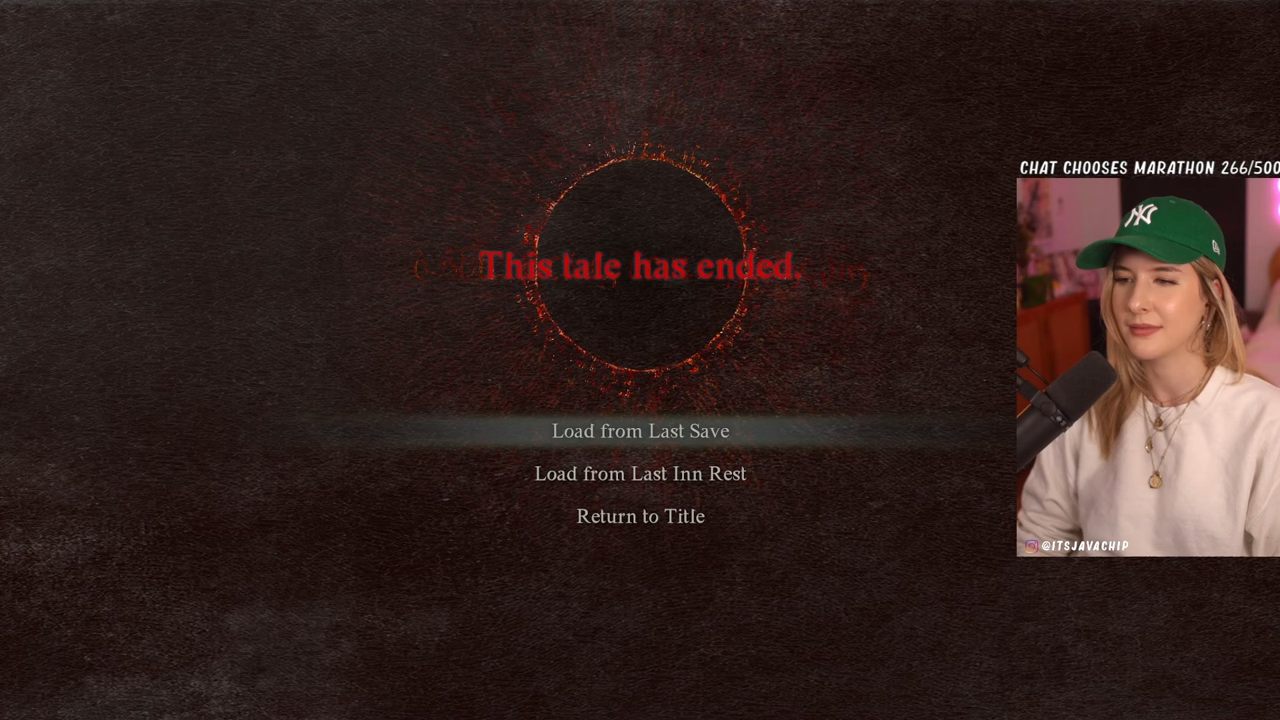 CHAT CHOOSES MARATHON 266/500
NY
This tale has ended.
Load from Last Save
Load from Last Inn Rest
Return to Title
@ITSJAVACHIP